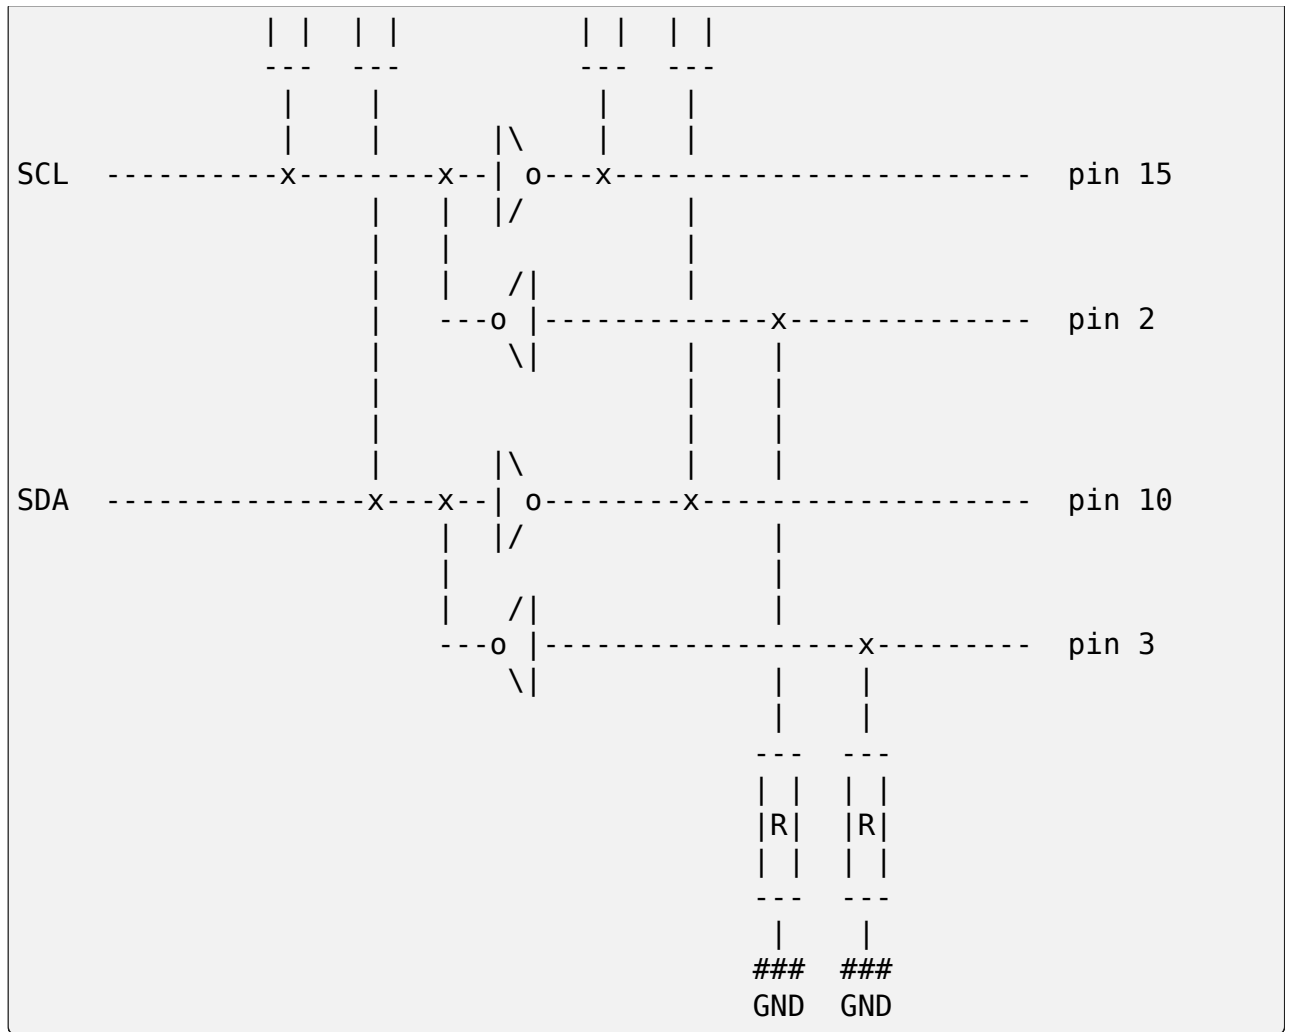 | |  | |          | |  | |
        ---  ---          ---  ---
         |    |            |    |
         |    |      |\    |    |
SCL  ----------x--------x--| o---x------------------------  pin 15
              |   |  |/         |
              |   |             |
              |   |   /|        |
              |   ---o |-------------x--------------  pin 2
              |       \|        |    |
              |                 |    |
              |                 |    |
              |      |\         |    |
SDA  ---------------x---x--| o--------x-------------------  pin 10
                  |  |/              |
                  |                  |
                  |   /|             |
                  ---o |------------------x---------  pin 3
                      \|             |    |
                                     |    |
                                    ---  ---
                                    | |  | |
                                    |R|  |R|
                                    | |  | |
                                    ---  ---
                                     |    |
                                    ###  ###
                                    GND  GND